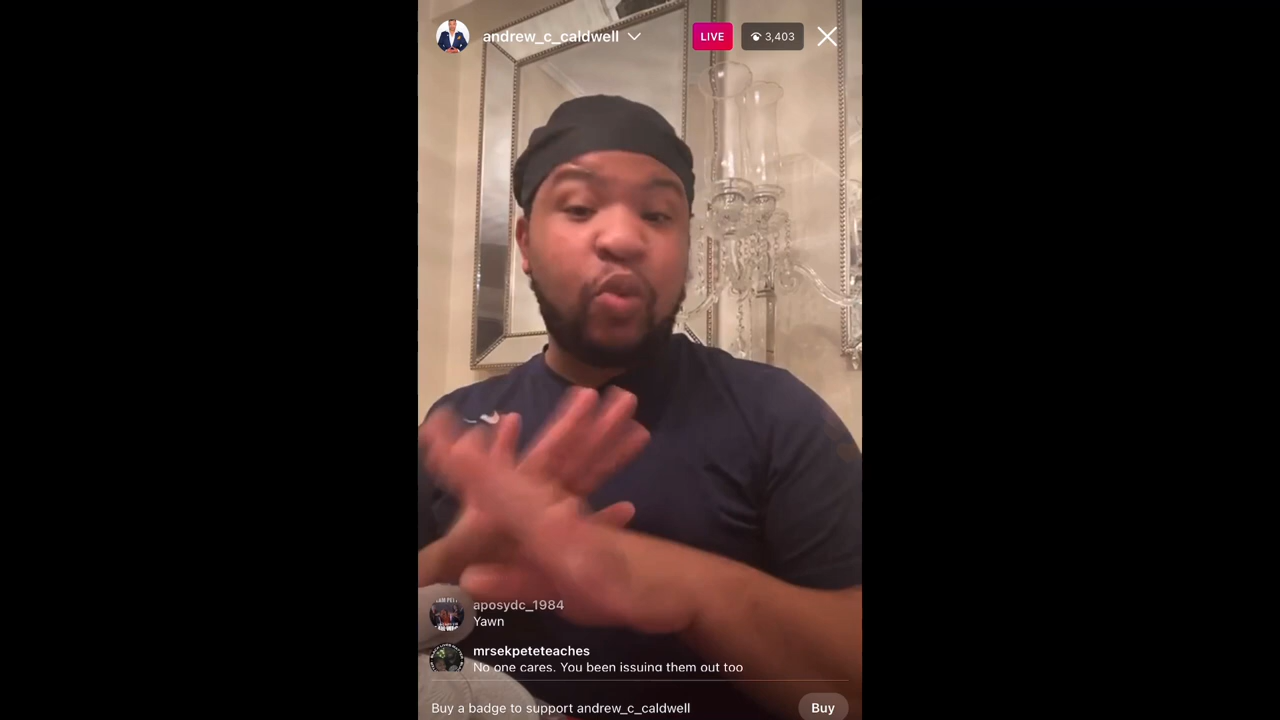 andrew_c_caldwell
LIVE
3,403
aposydc_1984
Yawn
mrsekpeteteaches
No one cares. You been issuing them out too
Buy a badge to support andrew_c_caldwell
Buy